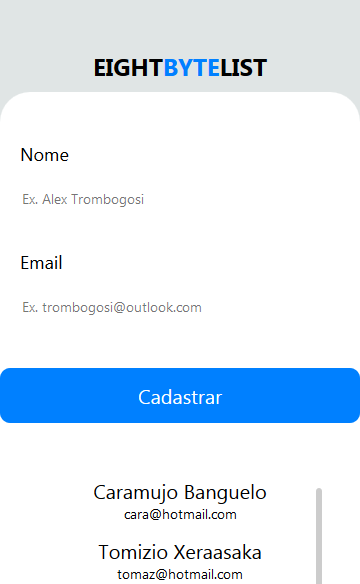 EIGHTBYTELIST
Nome
Ex. Alex Trombogosi
Email
Ex. trombogosi@outlook.com
Cadastrar
Caramujo Banguelo
cara@hotmail.com
Tomizio Xeraasaka
tomaz@hotmail.com